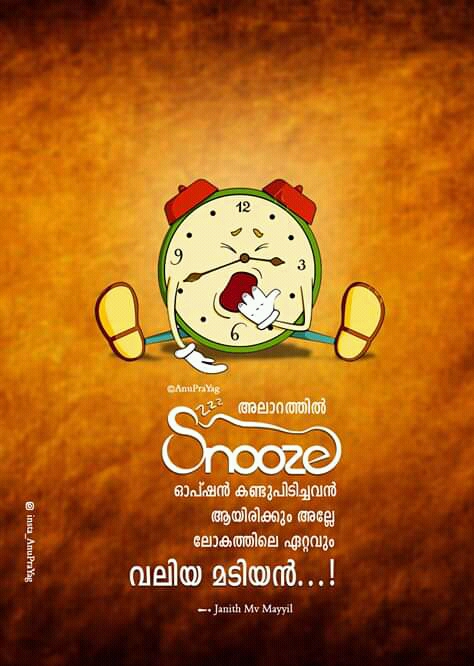 12
9
3
6
©AnuPraYag
zzz
അലാറത്തിൽ
Snooze
ഓപ്ഷൻ കണ്ടുപിടിച്ചവൻ
ആയിരിക്കും അല്ലേ
ലോകത്തിലെ ഏറ്റവും
വലിയ മടിയൻ...!
Janith Mv Mayyil
insta_AnuPraYag